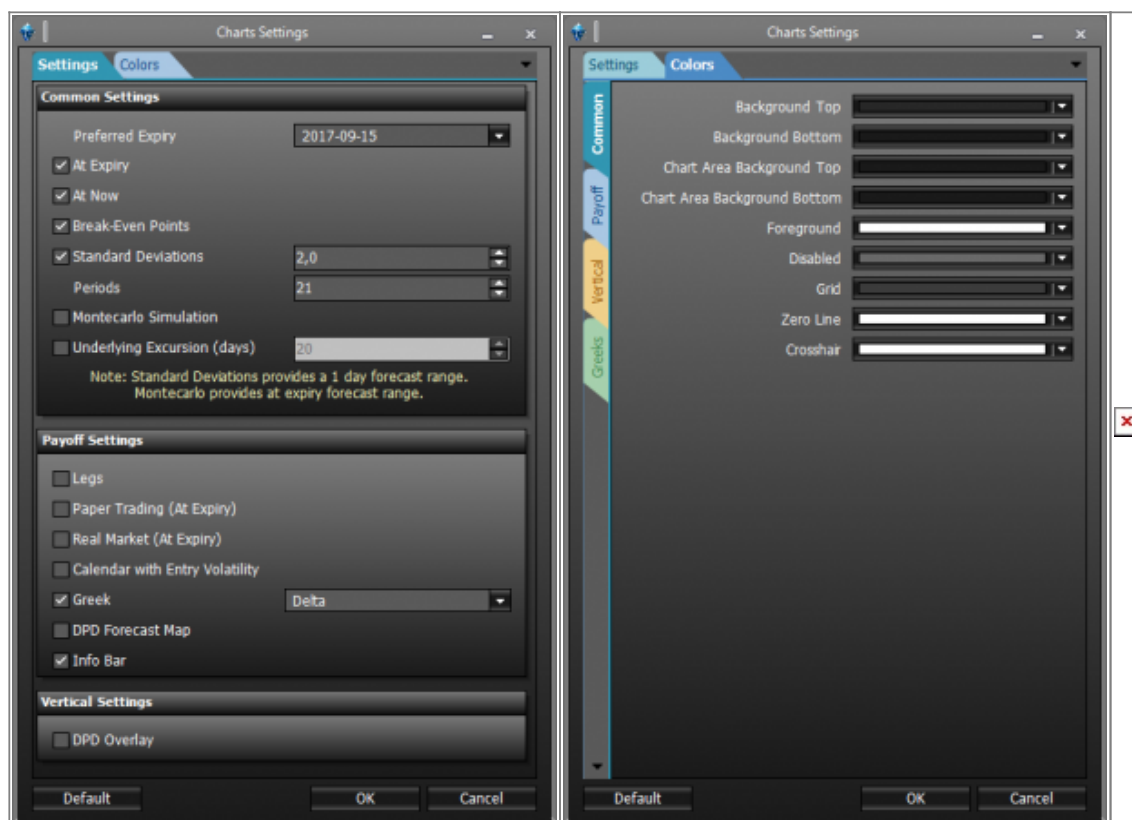 Charts Settings
Settings Colors
Common Settings
Preferred Expiry 2017-09-15
At Expiry
At Now
Break-Even Points
Standard Deviations 2,0
Periods 21
Montecarlo Simulation
Underlying Excursion (days) 20
Note: Standard Deviations provides a 1 day forecast range.
Montecarlo provides at expiry forecast range.
Payoff Settings
Legs
Paper Trading (At Expiry)
Real Market (At Expiry)
Calendar with Entry Volatility
Greek Delta
DPD Forecast Map
Info Bar
Vertical Settings
DPD Overlay
Default OK Cancel
Charts Settings
Settings Colors
Common
Payoff
Vertical
Greeks
Background Top
Background Bottom
Chart Area Background Top
Chart Area Background Bottom
Foreground
Disabled
Grid
Zero Line
Crosshair
Default OK Cancel